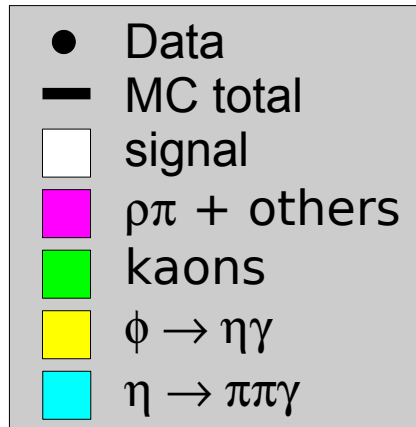 Data
MC total
signal
ρπ + others
kaons
ϕ → ηγ
η → ππγ